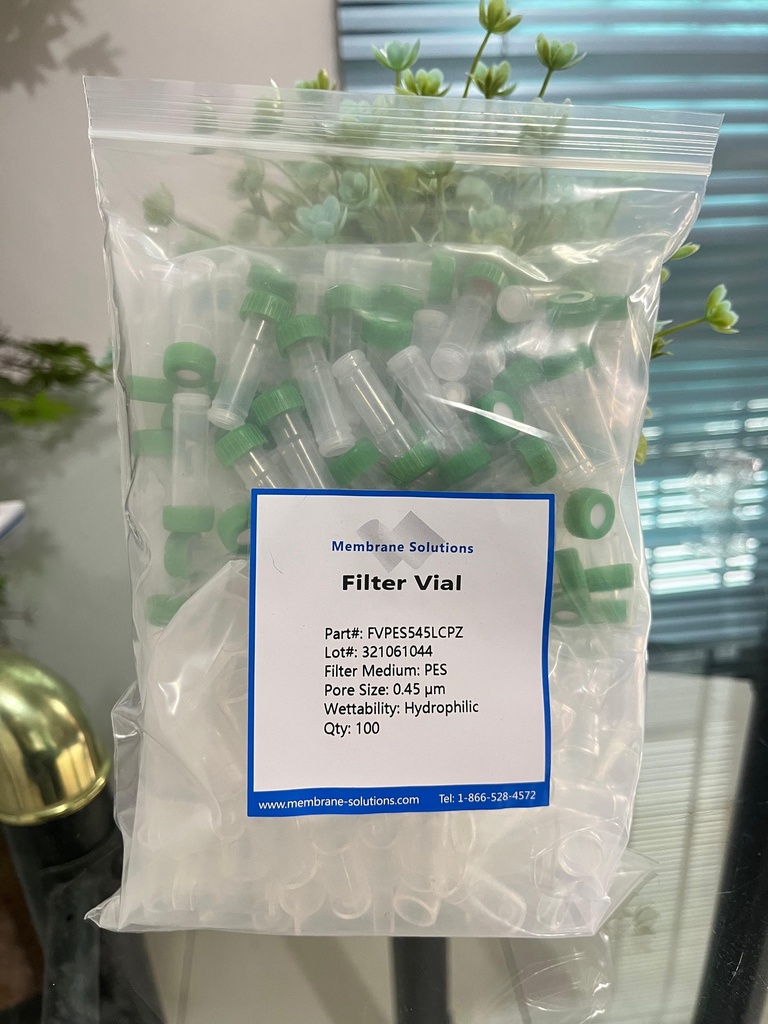 Membrane Solutions
Filter Vial
Part#: FVPES545LCPZ
Lot#: 321061044
Filter Medium: PES
Pore Size: 0.45 μm
Wettability: Hydrophilic
Qty: 100
www.membrane-solutions.com Tel: 1-866-528-4572